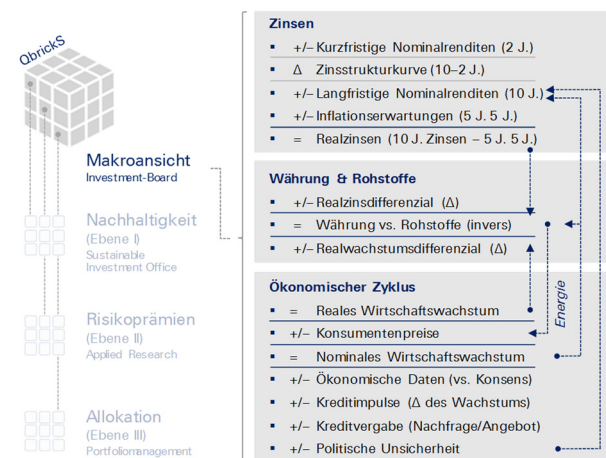 QbrickS
Makroansicht
Investment-Board
Nachhaltigkeit
(Ebene I)
Sustainable
Investment Office
Risikoprämien
(Ebene II)
Applied Research
Allokation
(Ebene III)
Portfoliomanagement
Zinsen
▪ +/– Kurzfristige Nominalrenditen (2 J.)
▪ Δ Zinsstrukturkurve (10–2 J.)
▪ +/– Langfristige Nominalrenditen (10 J.)
▪ +/– Inflationserwartungen (5 J. 5 J.)
▪ = Realzinsen (10 J. Zinsen – 5 J. 5 J.)
Währung & Rohstoffe
▪ +/– Realzinsdifferenzial (Δ)
▪ = Währung vs. Rohstoffe (invers)
▪ +/– Realwachstumsdifferenzial (Δ)
Ökonomischer Zyklus
▪ = Reales Wirtschaftswachstum
▪ +/– Konsumentenpreise
▪ = Nominales Wirtschaftswachstum
▪ +/– Ökonomische Daten (vs. Konsens)
▪ +/– Kreditimpulse (Δ des Wachstums)
▪ +/– Kreditvergabe (Nachfrage/Angebot)
▪ +/– Politische Unsicherheit
Energie